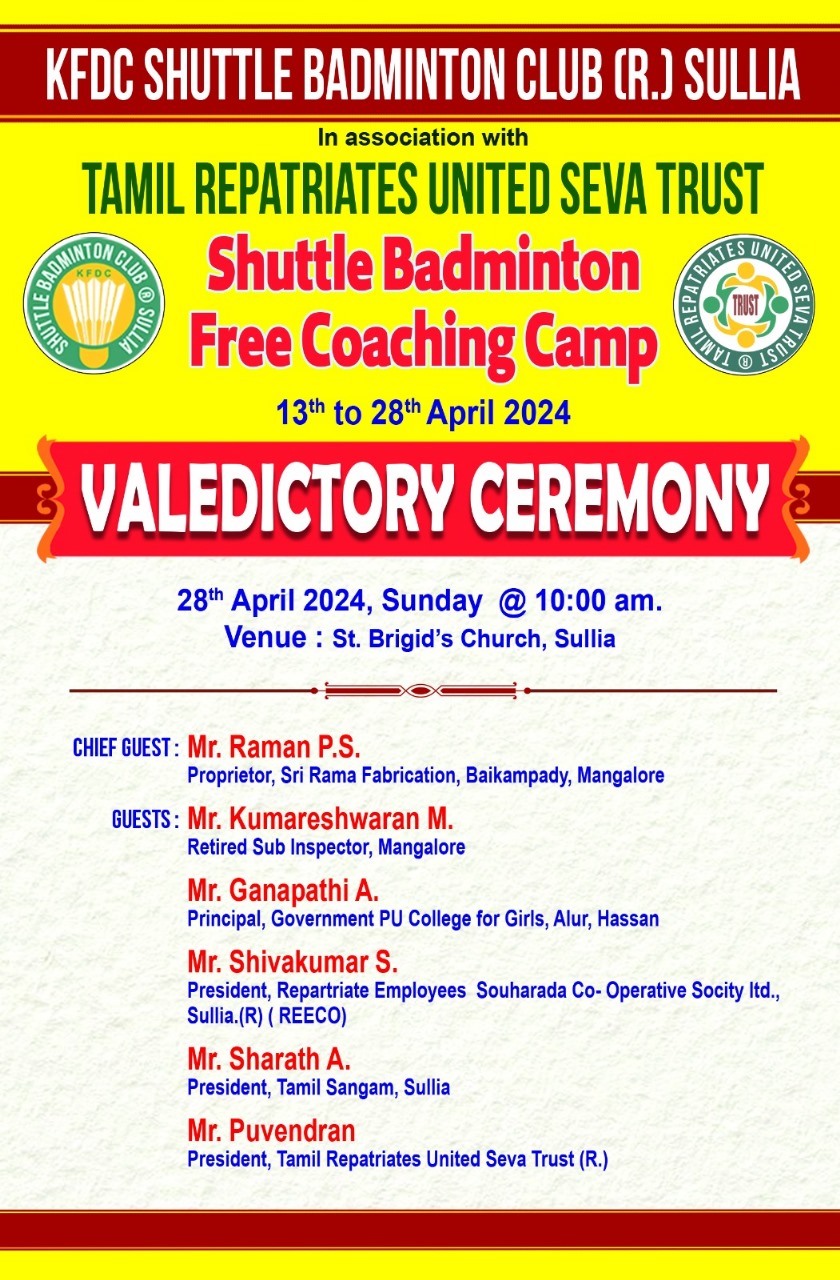 KFDC SHUTTLE BADMINTON CLUB (R.) SULLIA
In association with
TAMIL REPATRIATES UNITED SEVA TRUST
SHUTTLE BADMINTON CLUB ® SULLIA
KFDC
Shuttle Badminton
Free Coaching Camp
TAMIL REPATRIATES UNITED SEVA TRUST ®
TRUST
13th to 28th April 2024
VALEDICTORY CEREMONY
28th April 2024, Sunday @ 10:00 am.
Venue : St. Brigid's Church, Sullia
CHIEF GUEST : Mr. Raman P.S.
Proprietor, Sri Rama Fabrication, Baikampady, Mangalore
GUESTS : Mr. Kumareshwaran M.
Retired Sub Inspector, Mangalore
Mr. Ganapathi A.
Principal, Government PU College for Girls, Alur, Hassan
Mr. Shivakumar S.
President, Repartriate Employees Souharada Co- Operative Socity ltd.,
Sullia.(R) ( REECO)
Mr. Sharath A.
President, Tamil Sangam, Sullia
Mr. Puvendran
President, Tamil Repatriates United Seva Trust (R.)